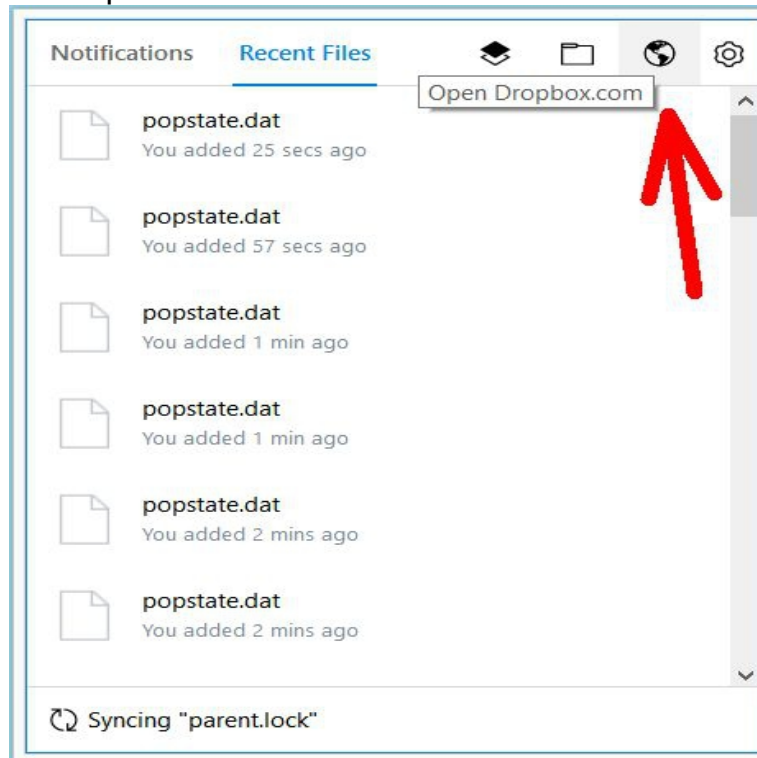 Notifications Recent Files
Open Dropbox.com
popstate.dat
You added 25 secs ago
popstate.dat
You added 57 secs ago
popstate.dat
You added 1 min ago
popstate.dat
You added 1 min ago
popstate.dat
You added 2 mins ago
popstate.dat
You added 2 mins ago
Syncing "parent.lock"